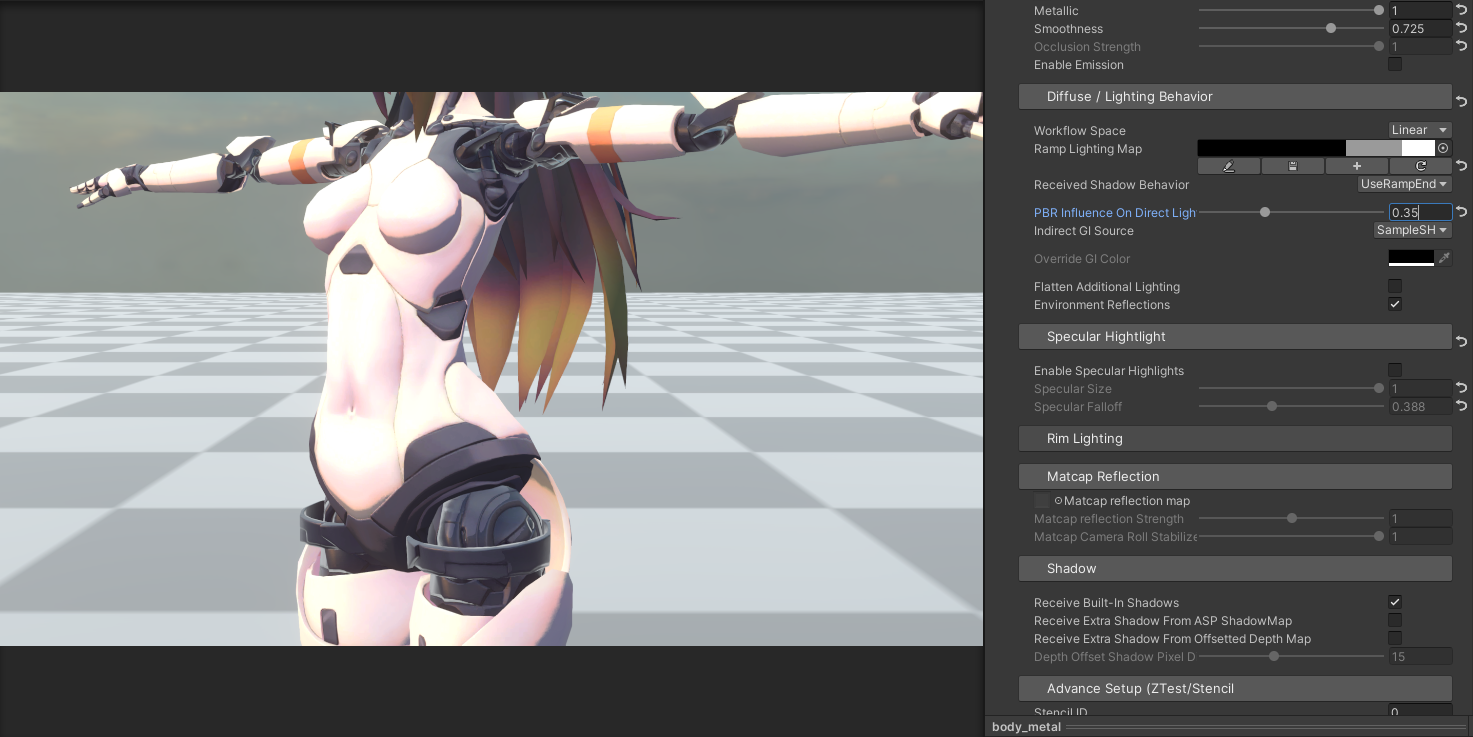 Metallic 1
Smoothness 0.725
Occlusion Strength 1
Enable Emission
Diffuse / Lighting Behavior
Workflow Space Linear
Ramp Lighting Map
Received Shadow Behavior UseRampEnd
PBR Influence On Direct Ligh 0.35
Indirect GI Source SampleSH
Override GI Color
Flatten Additional Lighting
Environment Reflections
Specular Hightlight
Enable Specular Highlights
Specular Size 1
Specular Falloff 0.388
Rim Lighting
Matcap Reflection
Matcap reflection map
Matcap reflection Strength 1
Matcap Camera Roll Stabilize 1
Shadow
Receive Built-In Shadows
Receive Extra Shadow From ASP ShadowMap
Receive Extra Shadow From Offsetted Depth Map
Depth Offset Shadow Pixel D 15
Advance Setup (ZTest/Stencil
Stencil ID 0
body_metal